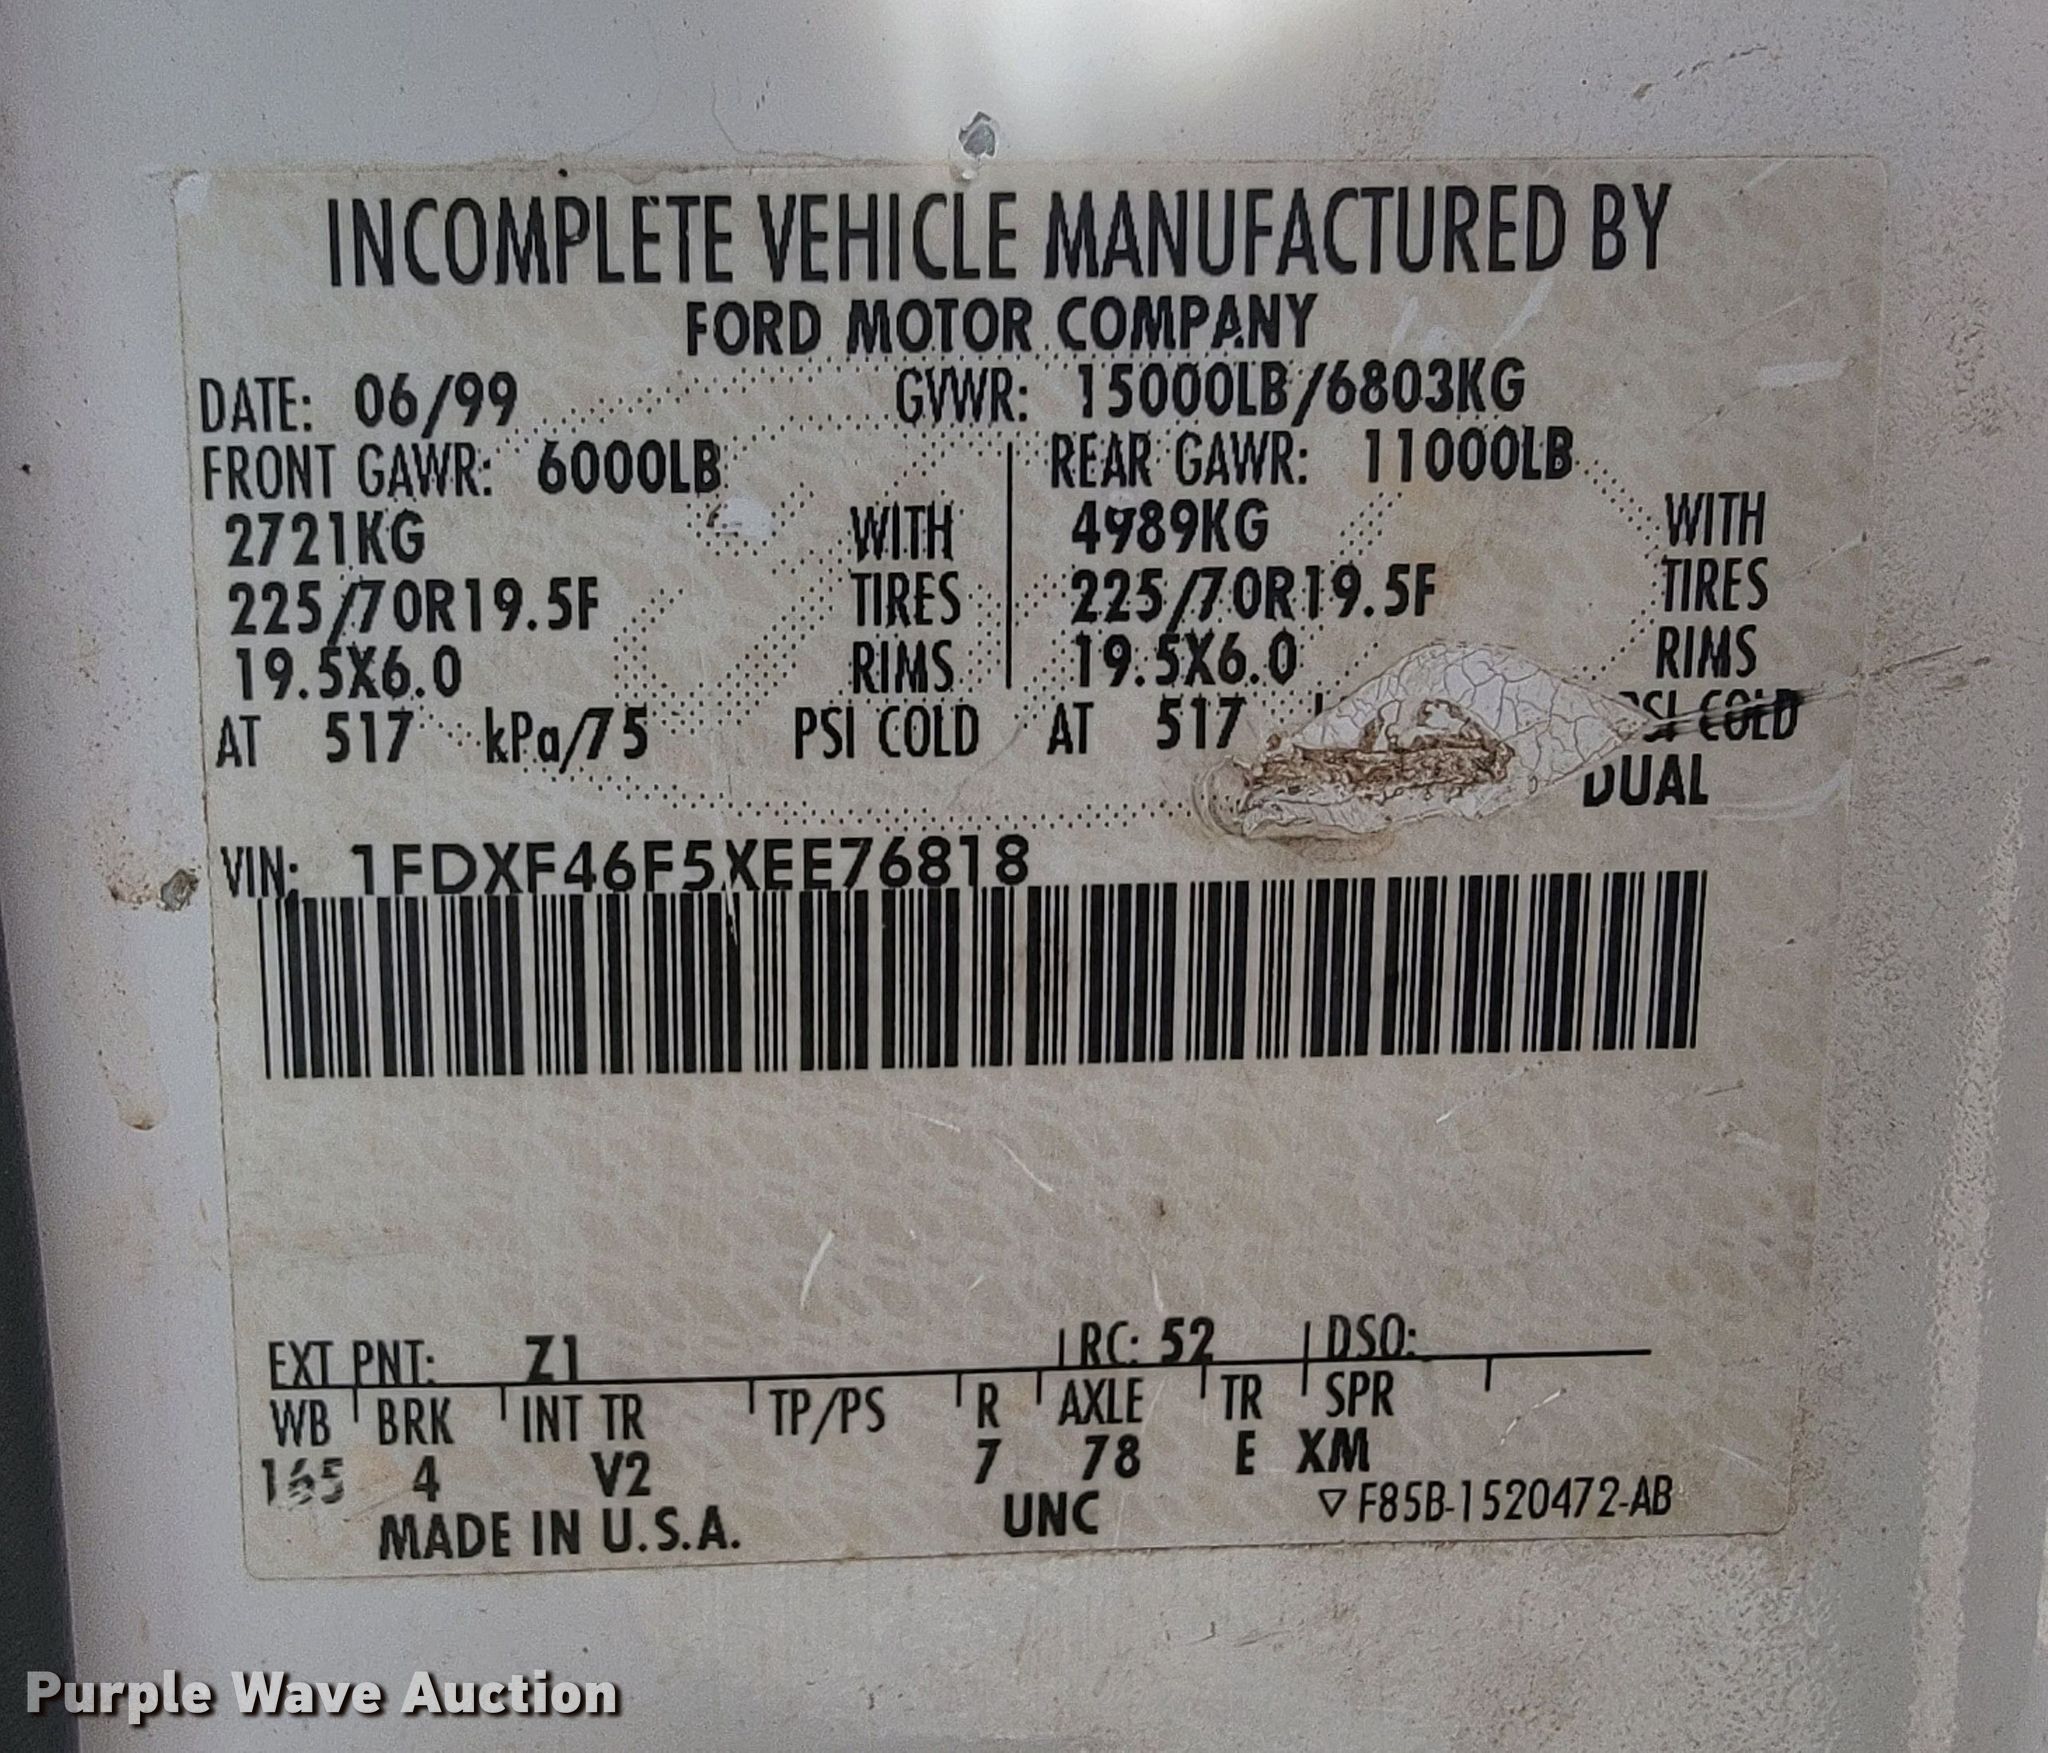 INCOMPLETE VEHICLE MANUFACTURED BY
FORD MOTOR COMPANY
DATE: 06/99 GVWR: 15000LB/6803KG
FRONT GAWR: 6000LB REAR GAWR: 11000LB
2721KG WITH 4989KG WITH
225/70R19.5F TIRES 225/70R19.5F TIRES
19.5X6.0 RIMS 19.5X6.0 RIMS
AT 517 kPa/75 PSI COLD AT 517 PSI COLD
DUAL
VIN: 1FDXF46F5XEE76818
EXT PNT: Z1 RC: 52 DSO:
WB BRK INT TR TP/PS R AXLE TR SPR
165 4 V2 7 78 E XM
MADE IN U.S.A. UNC ▽ F85B-1520472-AB
Purple Wave Auction